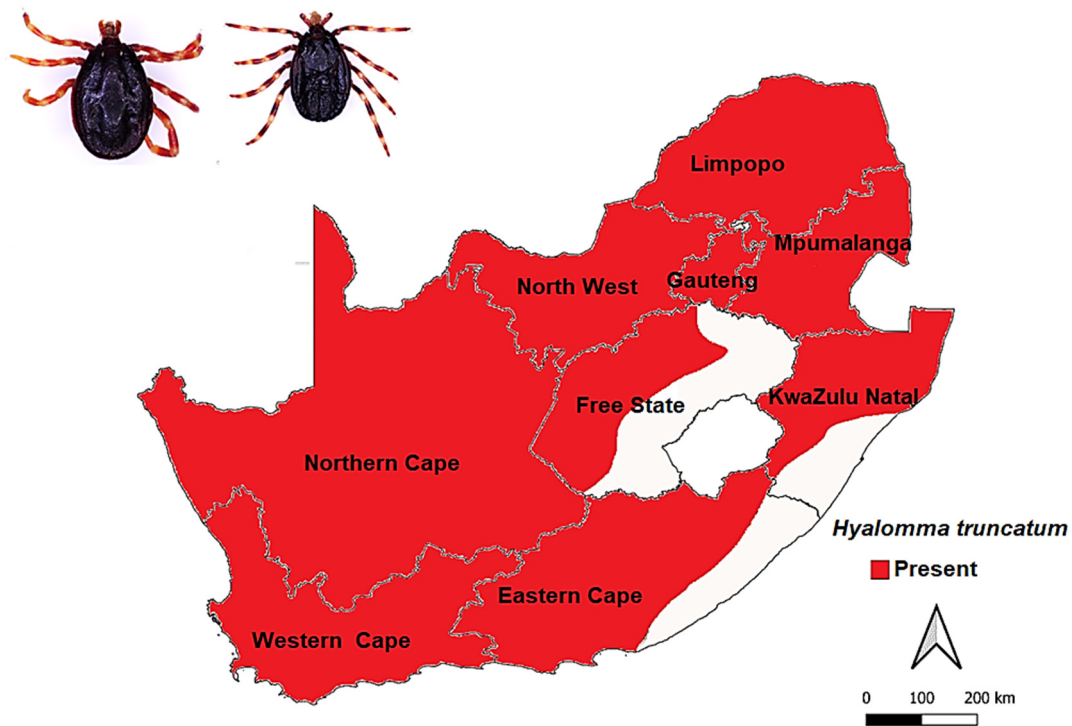 Limpopo
Mpumalanga
Gauteng
North West
KwaZulu Natal
Free State
Northern Cape
Hyalomma truncatum
Present
Eastern Cape
Western Cape
0 100 200 km